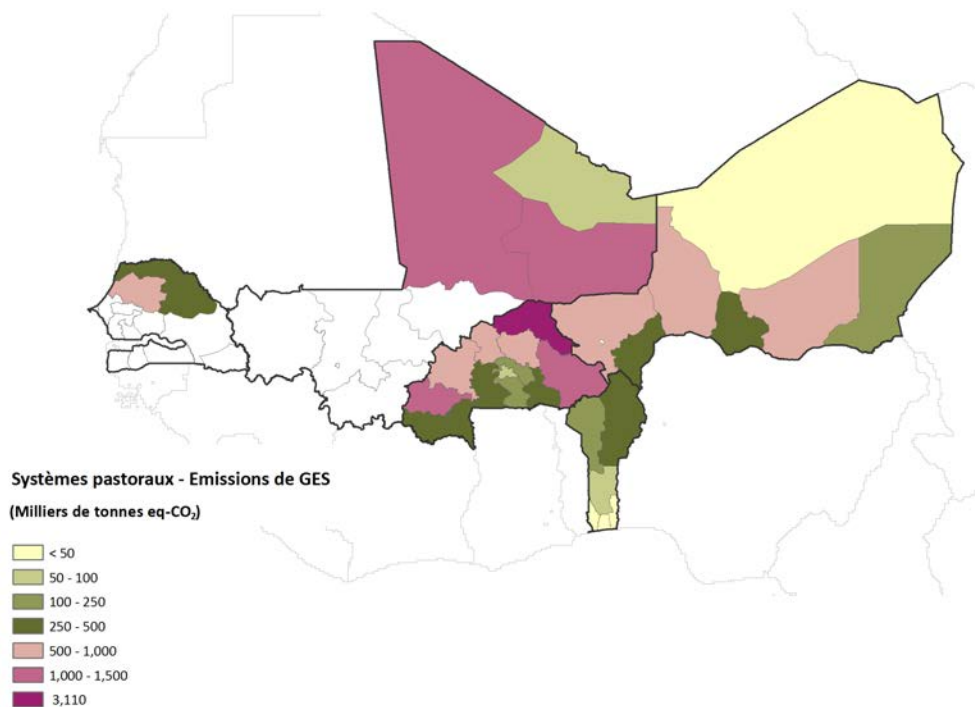 Systèmes pastoraux - Emissions de GES
(Milliers de tonnes eq-CO₂)
< 50
50 - 100
100 - 250
250 - 500
500 - 1,000
1,000 - 1,500
3,110